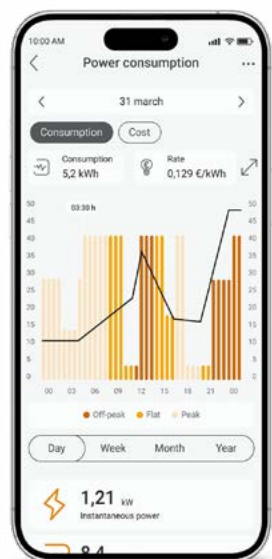 10:00 AM
Power consumption
31 march
Consumption Cost
Consumption Rate
5,2 kWh 0,129 €/kWh
03:30 h
50 50
45 45
40 40
35 35
30 30
25 25
20 20
15 15
10 10
5 5
0 0
00 03 06 09 12 15 18 21 00
Off-peak Flat Peak
Day Week Month Year
1,21 kW
Instantaneous power
8,4